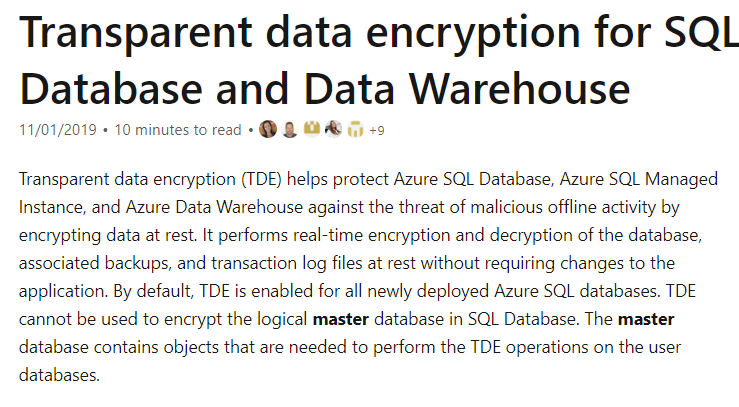 Transparent data encryption for SQL
Database and Data Warehouse
11/01/2019 • 10 minutes to read • +9
Transparent data encryption (TDE) helps protect Azure SQL Database, Azure SQL Managed
Instance, and Azure Data Warehouse against the threat of malicious offline activity by
encrypting data at rest. It performs real-time encryption and decryption of the database,
associated backups, and transaction log files at rest without requiring changes to the
application. By default, TDE is enabled for all newly deployed Azure SQL databases. TDE
cannot be used to encrypt the logical master database in SQL Database. The master
database contains objects that are needed to perform the TDE operations on the user
databases.